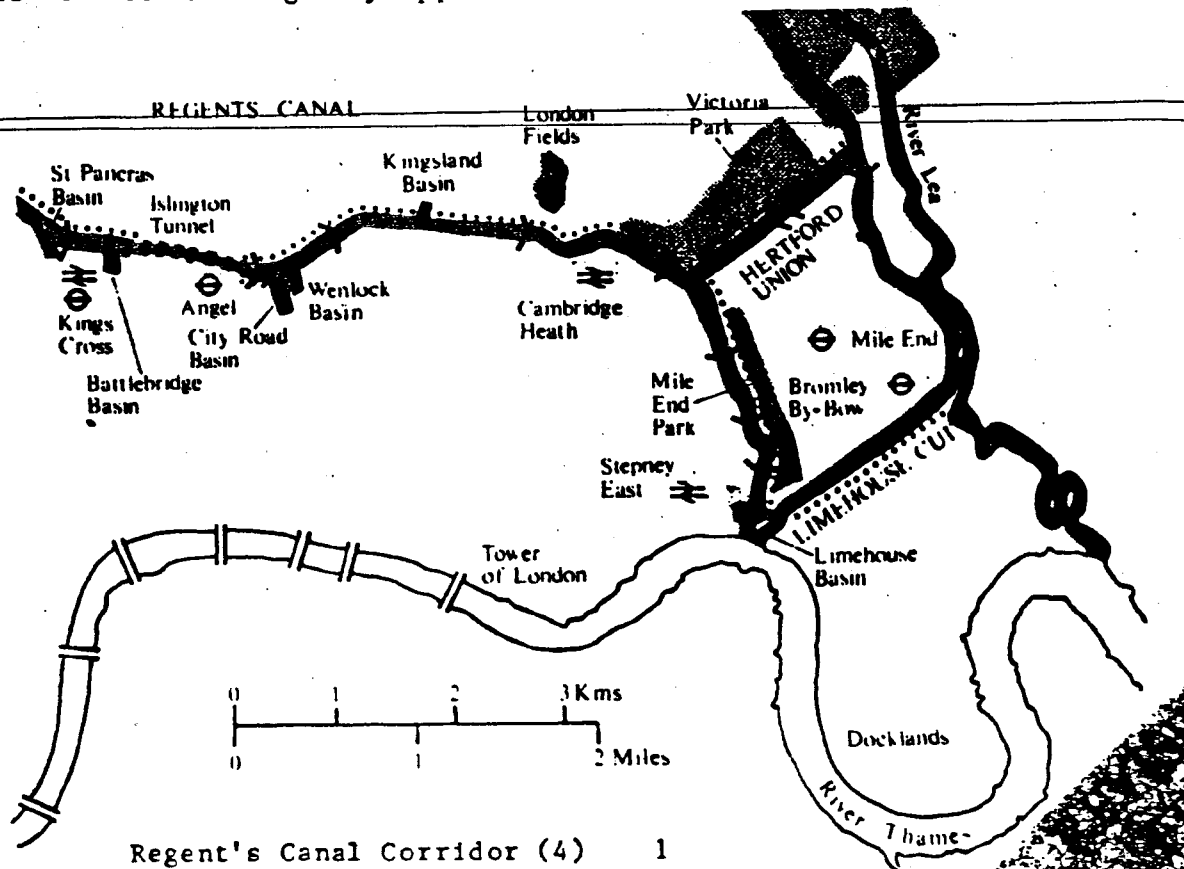 REGENTS CANAL
London
Fields
Victoria
Park
River Lea
St Pancras
Basin
Islington
Tunnel
Kingsland
Basin
HERTFORD
UNION
Kings
Cross
Angel
City Road
Basin
Wenlock
Basin
Cambridge
Heath
Mile End
Battlebridge
Basin
Mile
End
Park
Bromley
By-Bow
LIMEHOUSE CUT
Stepney
East
Tower
of London
Limehouse
Basin
0 1 2 3 Kms
0 1 2 Miles
Docklands
River Thames
Regent's Canal Corridor (4) 1